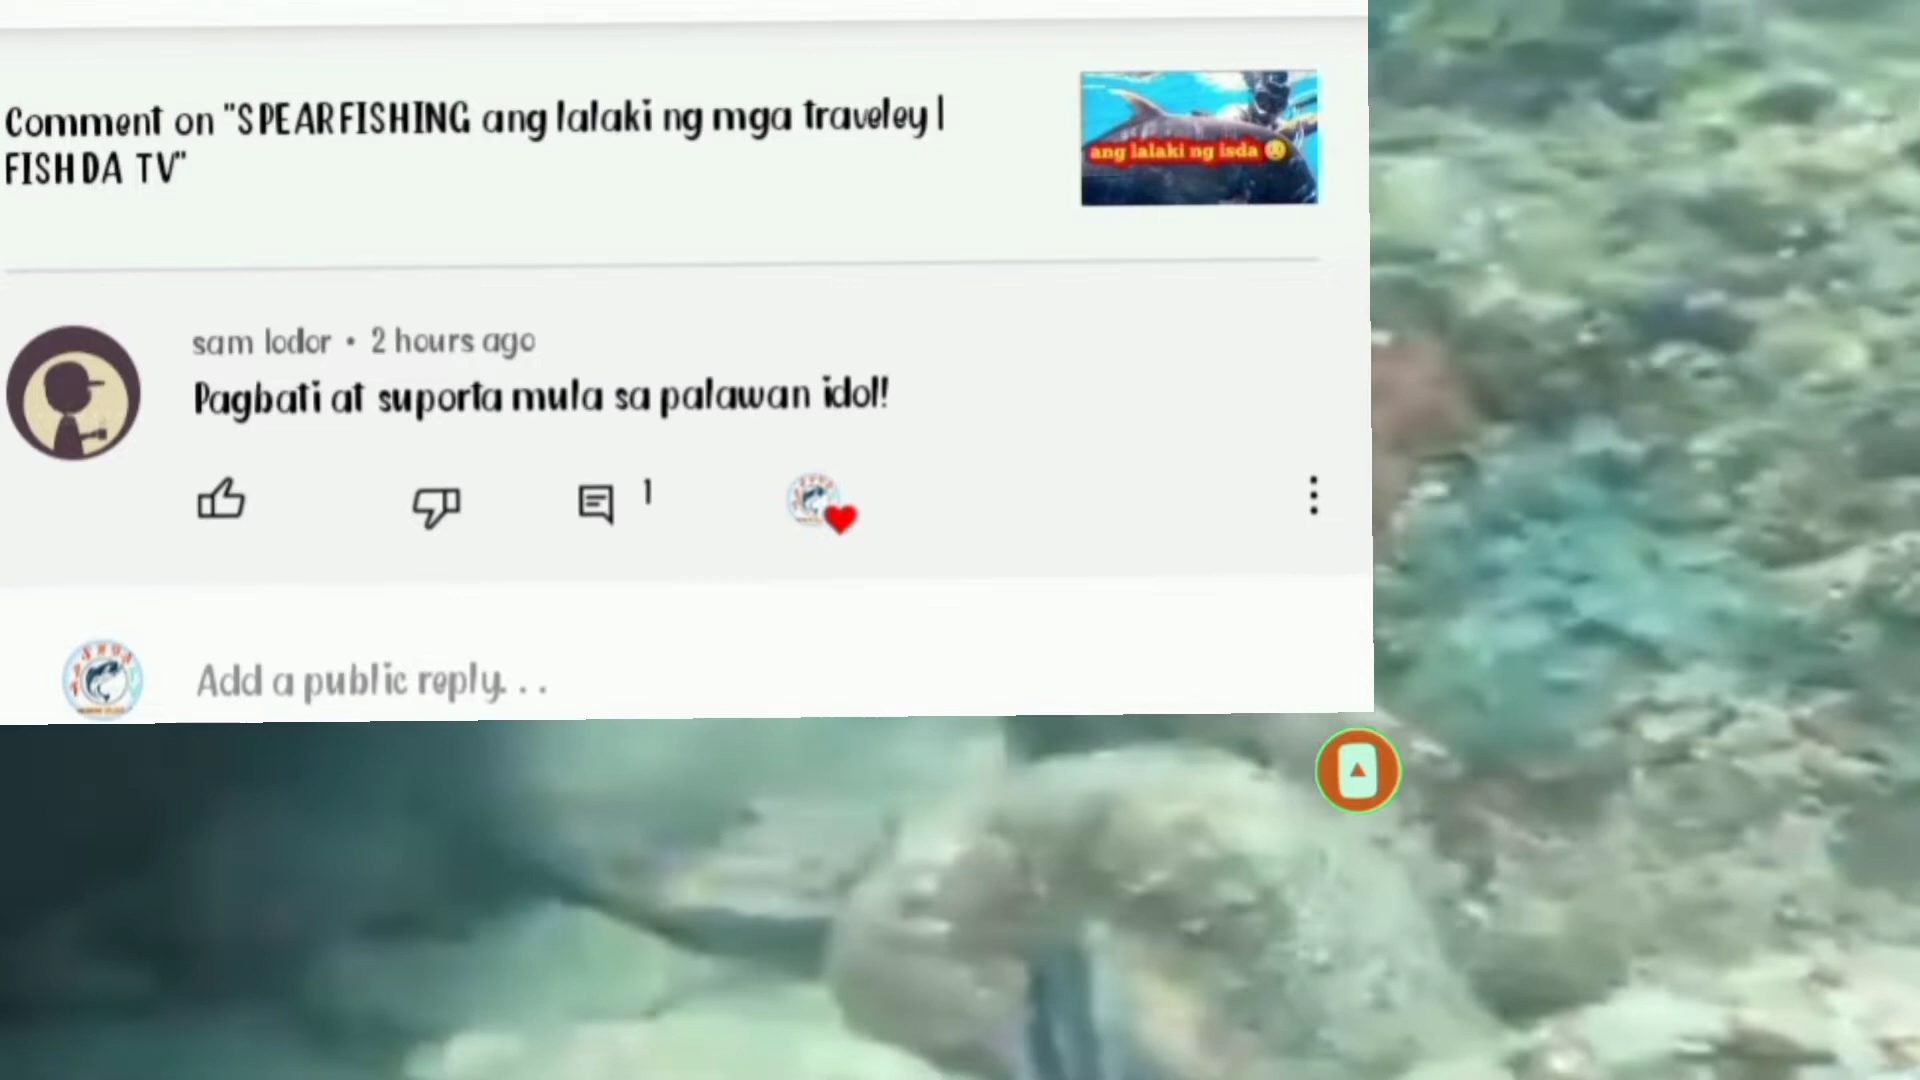 Comment on "SPEARFISHING ang lalaki ng mga traveley |
FISHDA TV"
ang lalaki ng isda
sam lodor • 2 hours ago
Pagbati at suporta mula sa palawan idol!
1
Add a public reply...